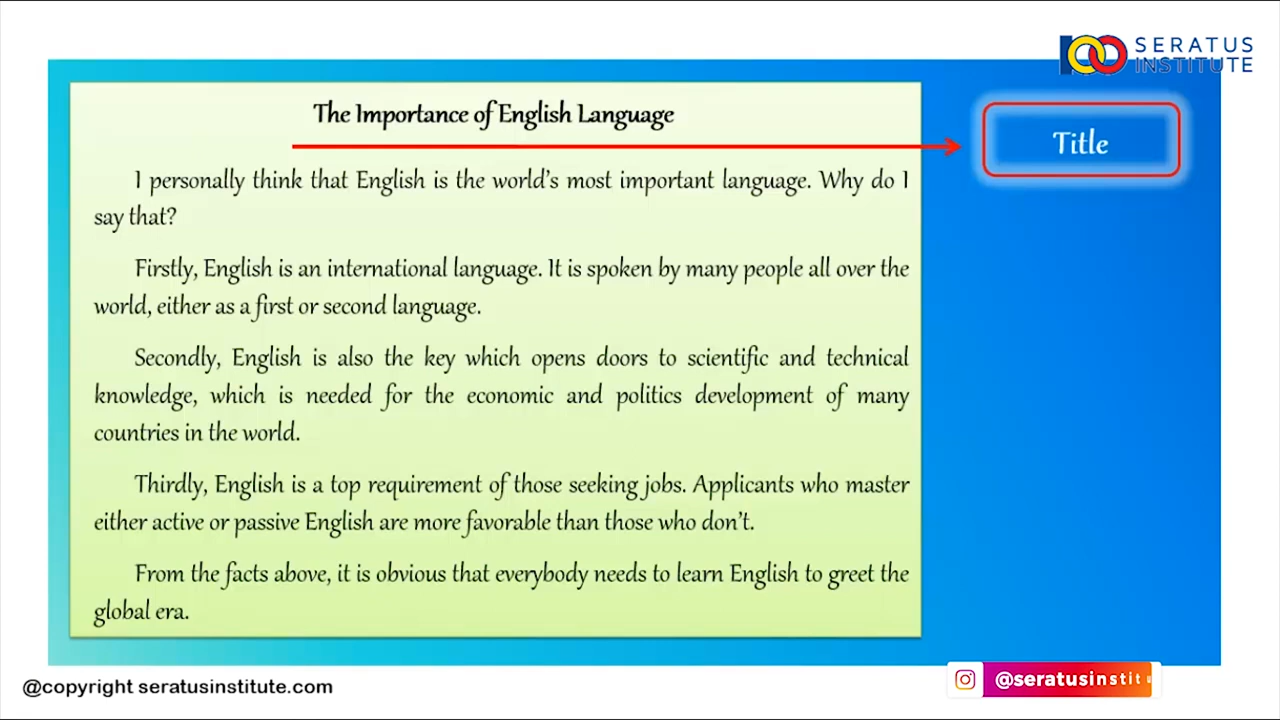 SERATUS
INSTITUTE
The Importance of English Language
Title
I personally think that English is the world's most important language. Why do I
say that?
Firstly, English is an international language. It is spoken by many people all over the
world, either as a first or second language.
Secondly, English is also the key which opens doors to scientific and technical
knowledge, which is needed for the economic and politics development of many
countries in the world.
Thirdly, English is a top requirement of those seeking jobs. Applicants who master
either active or passive English are more favorable than those who don't.
From the facts above, it is obvious that everybody needs to learn English to greet the
global era.
@copyright seratusinstitute.com
@seratusinstitu